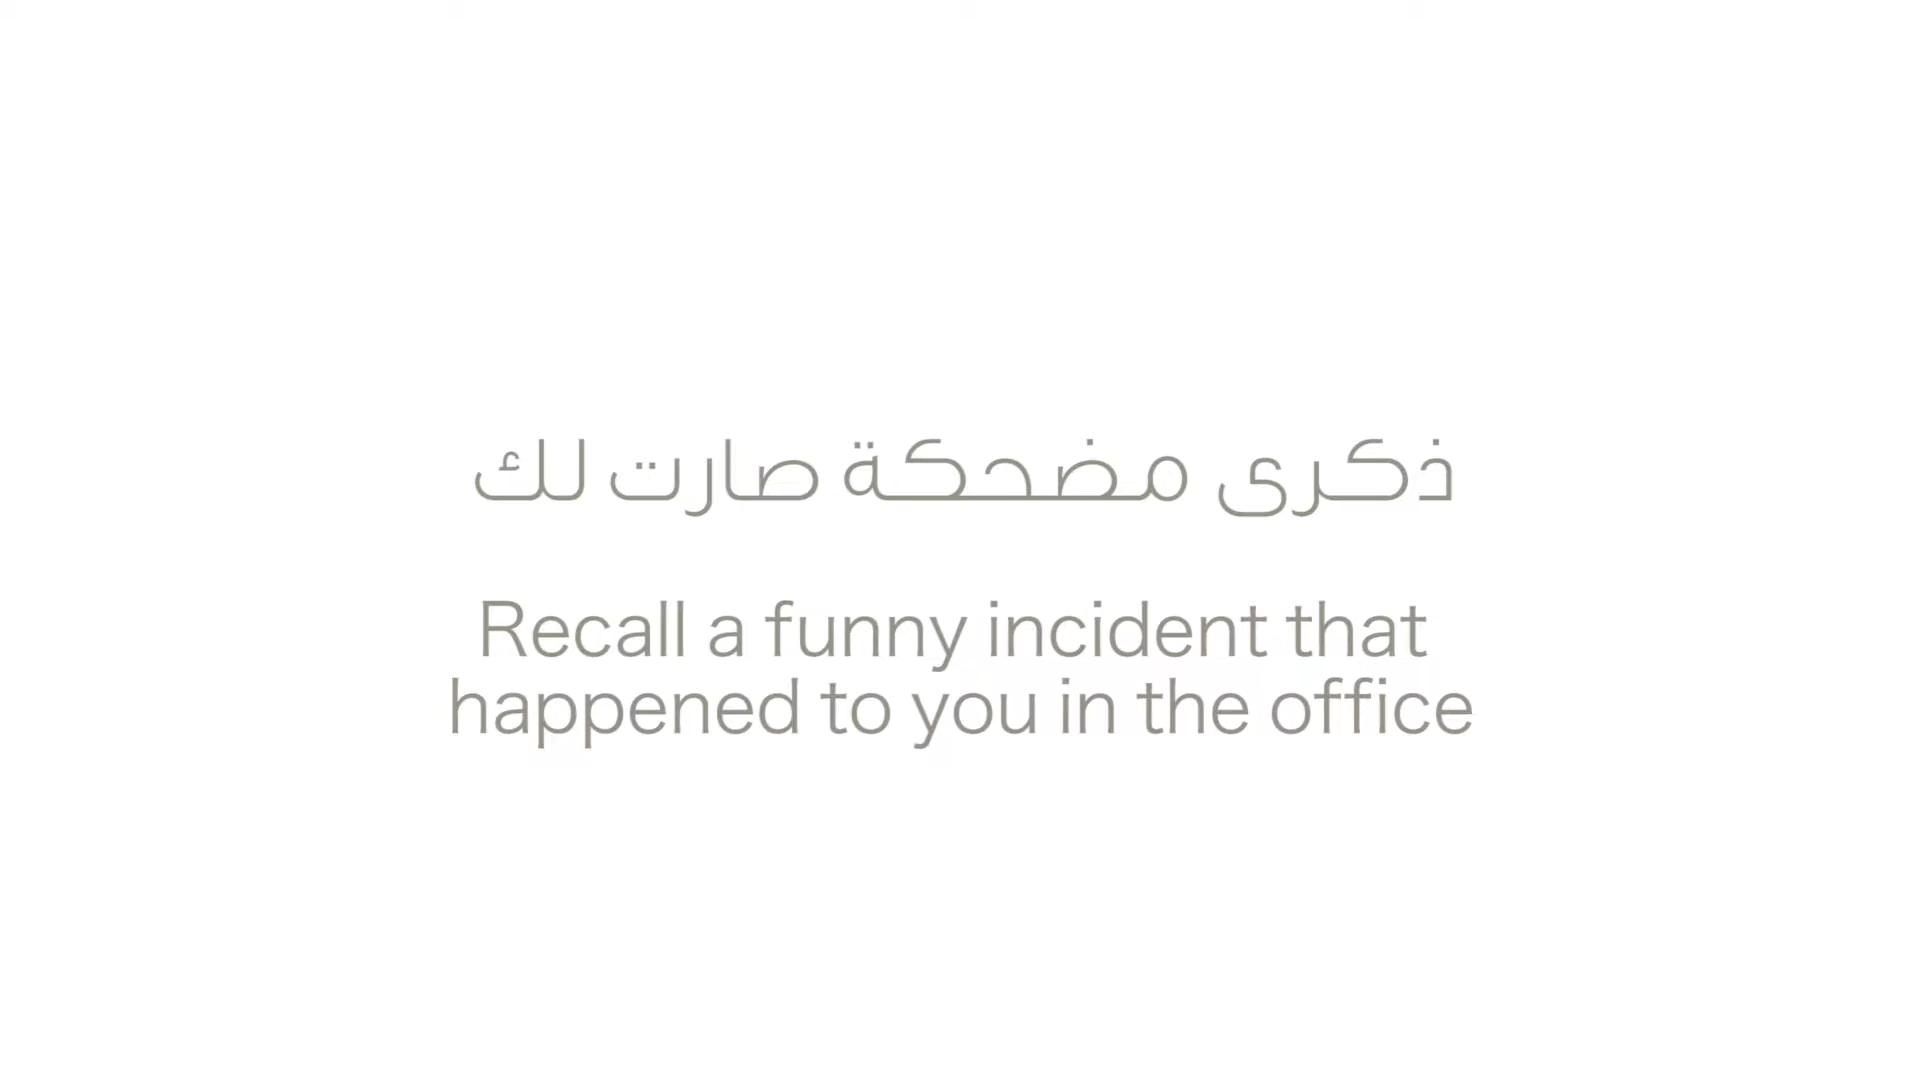 ذكرى مضحكة صارت لك
Recall a funny incident that
happened to you in the office